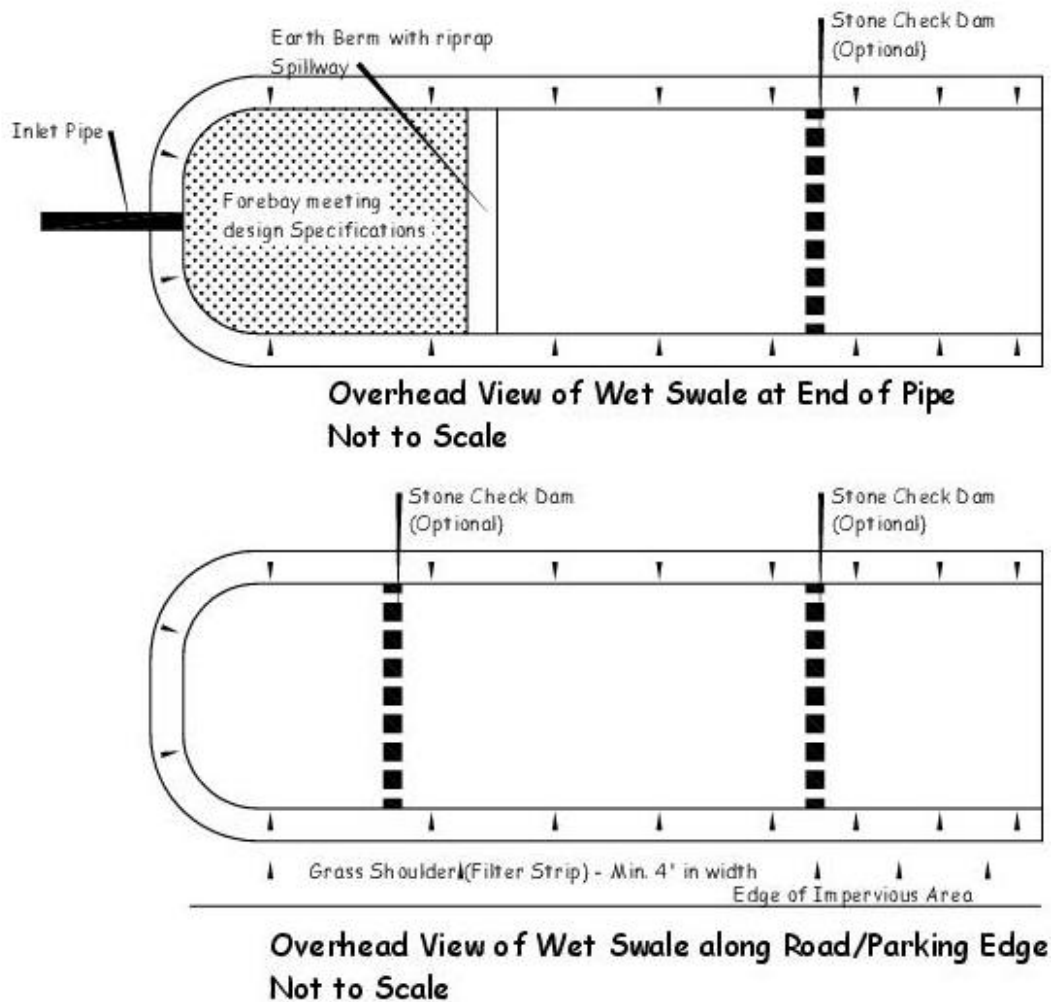 Earth Berm with riprap
Spillway
Stone Check Dam
(Optional)
Inlet Pipe
Forebay meeting
design Specifications
Overhead View of Wet Swale at End of Pipe
Not to Scale
Stone Check Dam
(Optional)
Stone Check Dam
(Optional)
Grass Shoulder (Filter Strip) - Min. 4' in width
Edge of Impervious Area
Overhead View of Wet Swale along Road/Parking Edge
Not to Scale